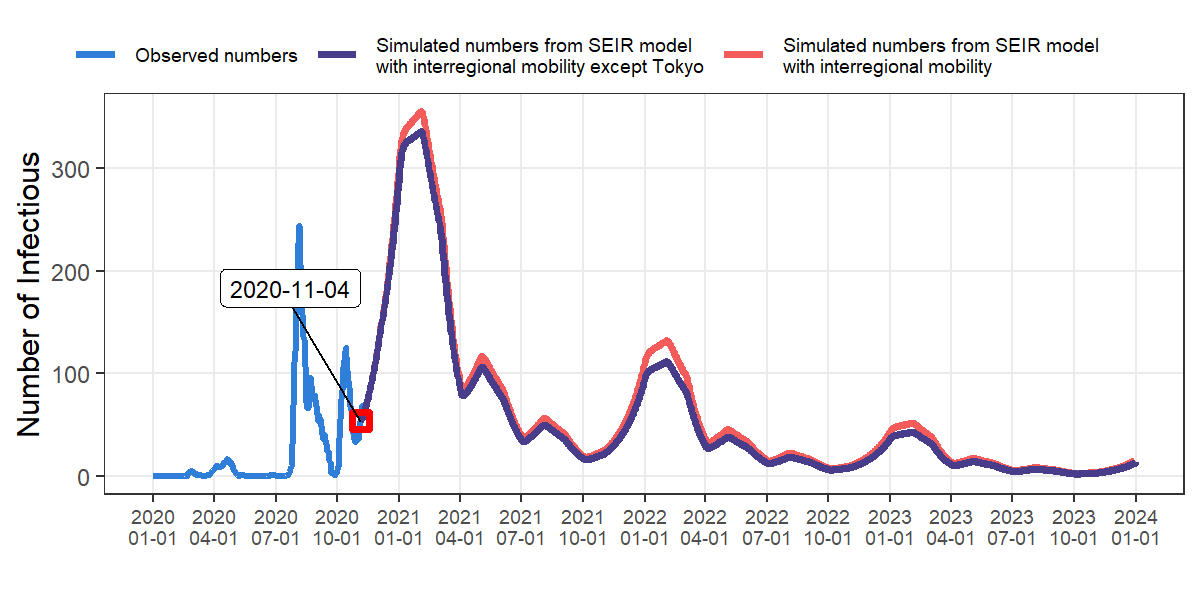 Observed numbers
Simulated numbers from SEIR model
with interregional mobility except Tokyo
Simulated numbers from SEIR model
with interregional mobility
Number of Infectious
300
200
100
0
2020-11-04
2020 2020 2020 2020 2021 2021 2021 2021 2022 2022 2022 2022 2023 2023 2023 2023 2024
01-01 04-01 07-01 10-01 01-01 04-01 07-01 10-01 01-01 04-01 07-01 10-01 01-01 04-01 07-01 10-01 01-01